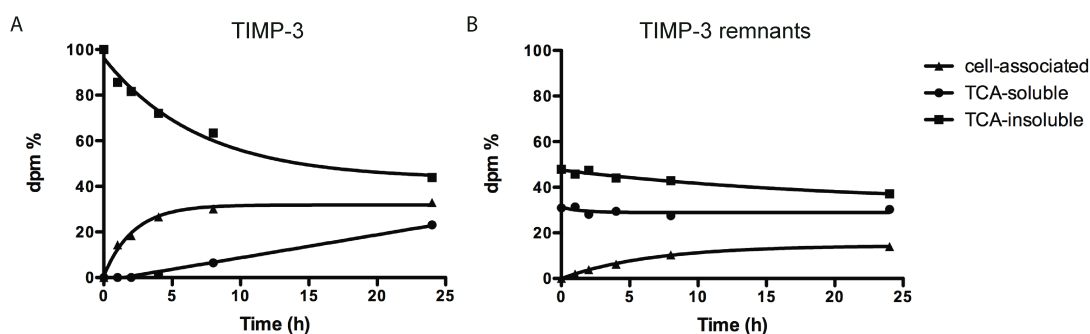 A
TIMP-3
100
80
60
40
20
0
dpm %
0 5 10 15 20 25
Time (h)
B
TIMP-3 remnants
100
80
60
40
20
0
dpm %
0 5 10 15 20 25
Time (h)
cell-associated
TCA-soluble
TCA-insoluble